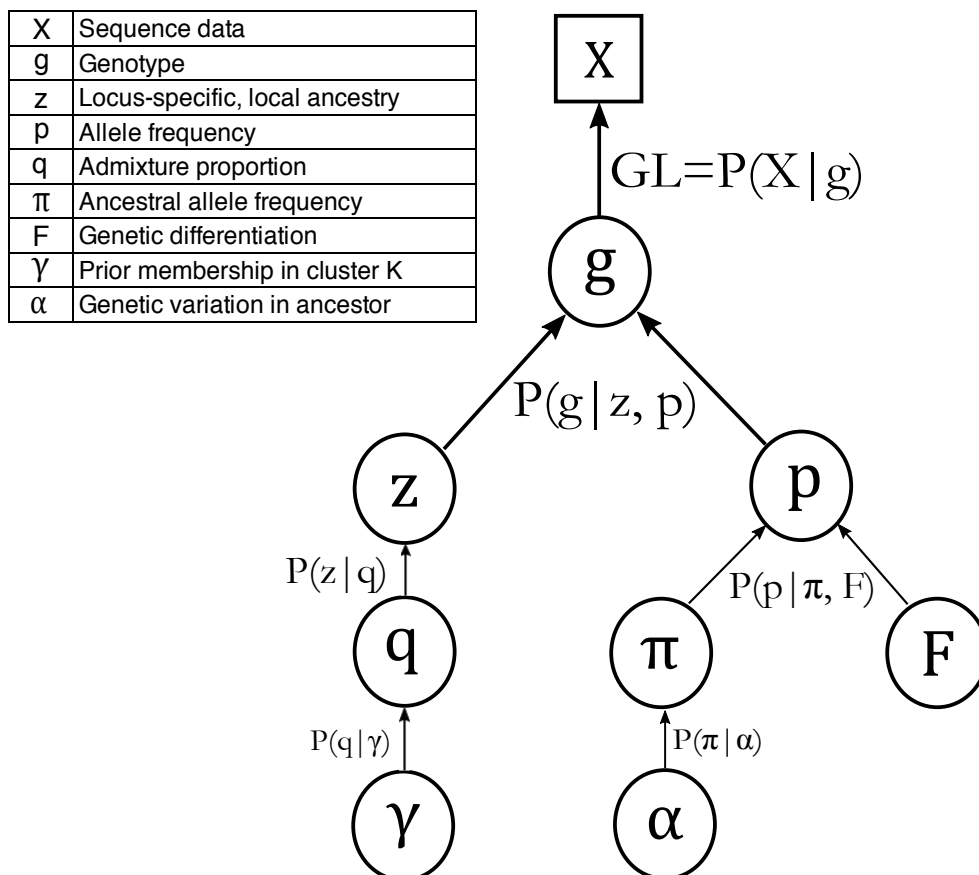 X Sequence data
g Genotype
z Locus-specific, local ancestry
p Allele frequency
q Admixture proportion
π Ancestral allele frequency
F Genetic differentiation
γ Prior membership in cluster K
α Genetic variation in ancestor
X
GL=P(X|g)
g
P(g|z, p)
z
p
P(z|q)
P(p|π, F)
q
π
F
P(q|γ)
P(π|α)
γ
α